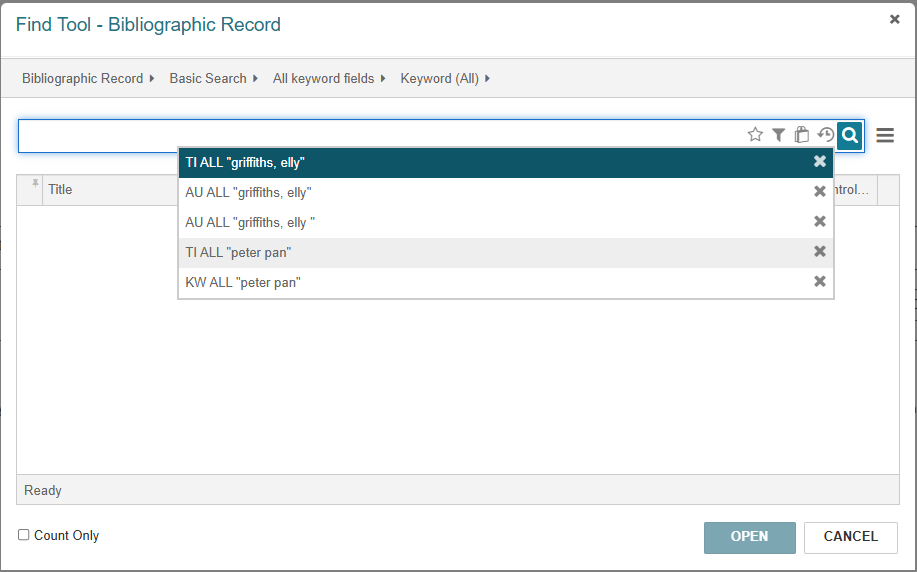 Find Tool - Bibliographic Record
Bibliographic Record Basic Search All keyword fields Keyword (All)
TI ALL "griffiths, elly"
Title ntrol...
AU ALL "griffiths, elly"
AU ALL "griffiths, elly "
TI ALL "peter pan"
KW ALL "peter pan"
Ready
Count Only OPEN CANCEL